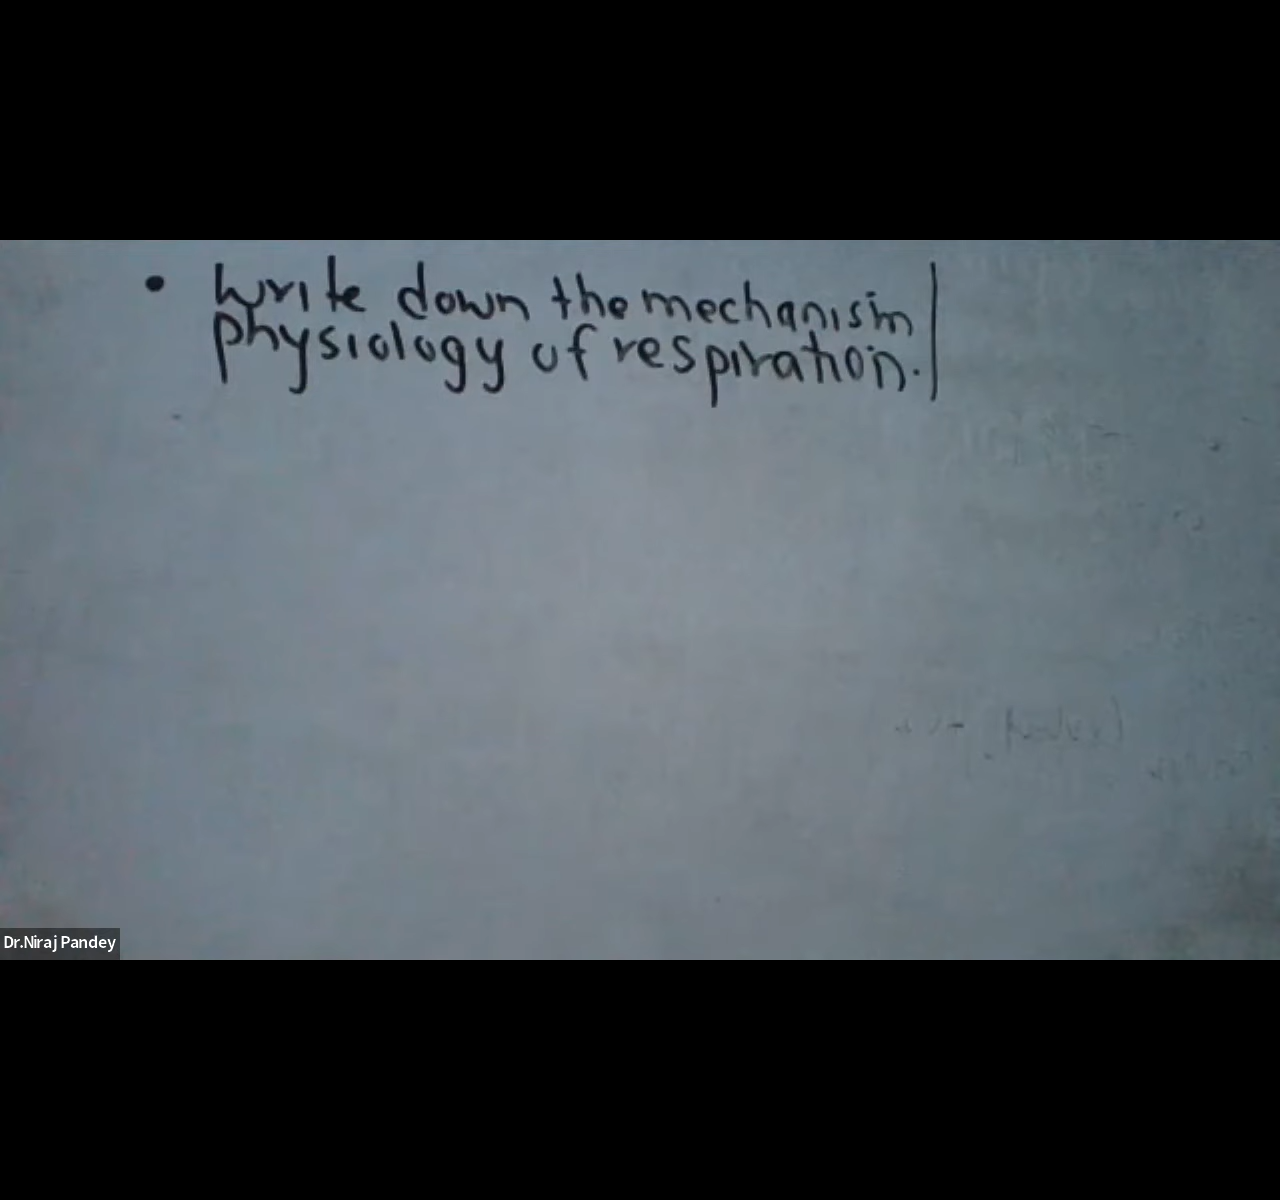 • write down the mechanism
physiology of respiration.
Dr.Niraj Pandey